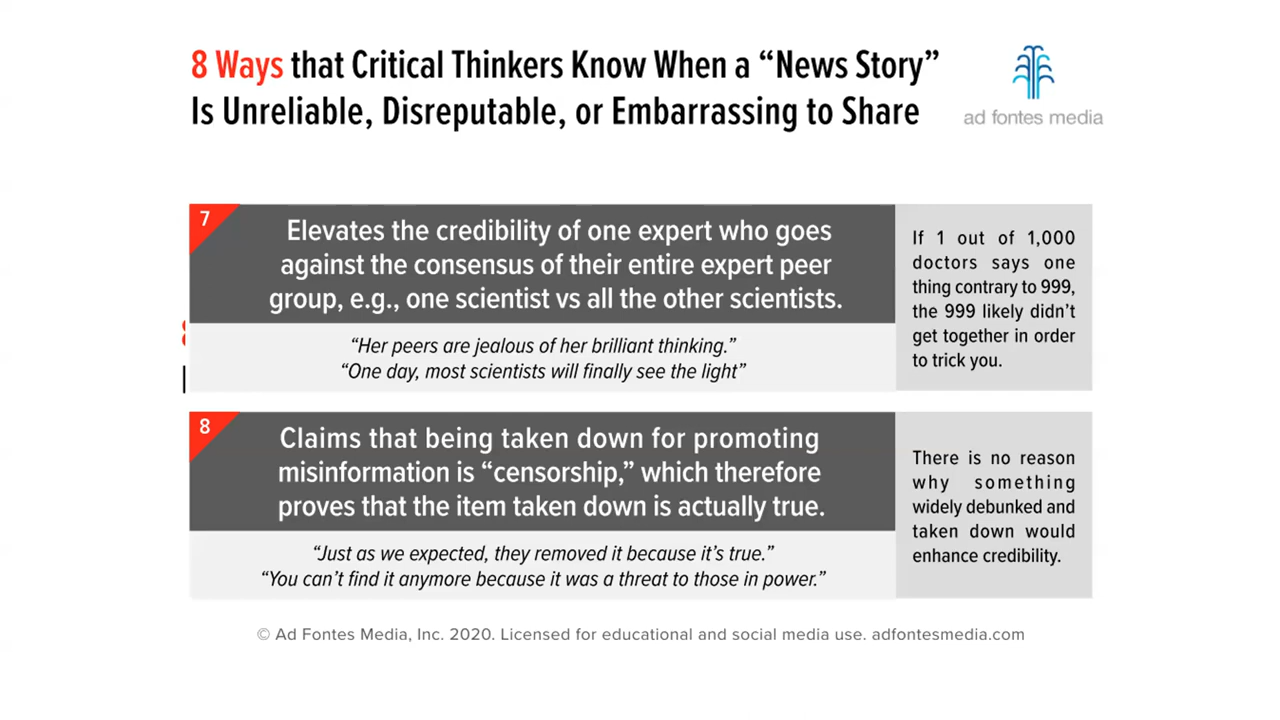 8 Ways that Critical Thinkers Know When a “News Story”
Is Unreliable, Disreputable, or Embarrassing to Share
ad fontes media
7
Elevates the credibility of one expert who goes
against the consensus of their entire expert peer
group, e.g., one scientist vs all the other scientists.
“Her peers are jealous of her brilliant thinking.”
“One day, most scientists will finally see the light”
If 1 out of 1,000
doctors says one
thing contrary to 999,
the 999 likely didn’t
get together in order
to trick you.
8
Claims that being taken down for promoting
misinformation is “censorship,” which therefore
proves that the item taken down is actually true.
“Just as we expected, they removed it because it’s true.”
“You can’t find it anymore because it was a threat to those in power.”
There is no reason
why something
widely debunked and
taken down would
enhance credibility.
© Ad Fontes Media, Inc. 2020. Licensed for educational and social media use. adfontesmedia.com